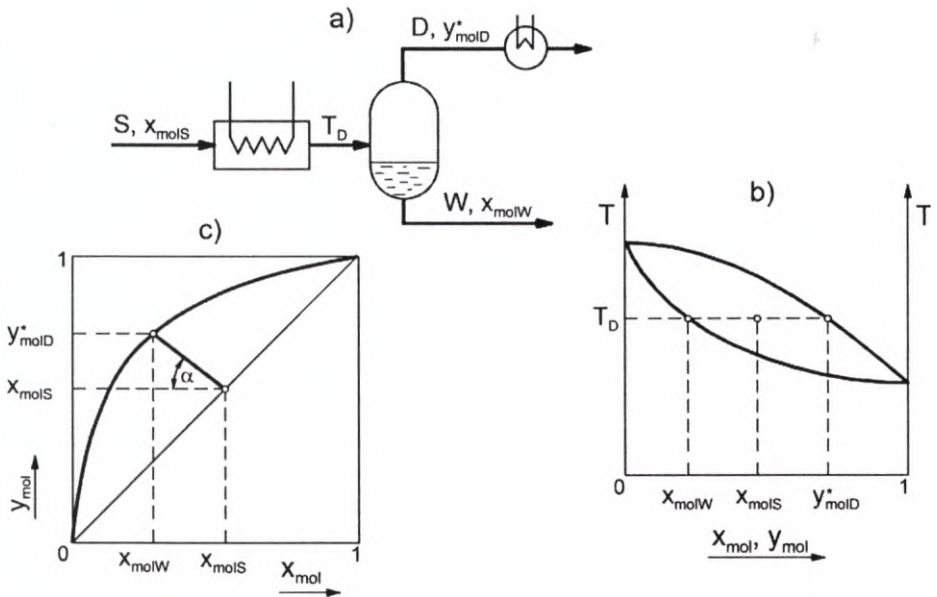 a)
D, y*molD
S, xmolS
TD
W, xmolW
c)
1
y*molD
xmolS
α
ymol
0
xmolW
xmolS
1
xmol
b)
T
T
TD
0
xmolW
xmolS
y*molD
1
xmol, ymol